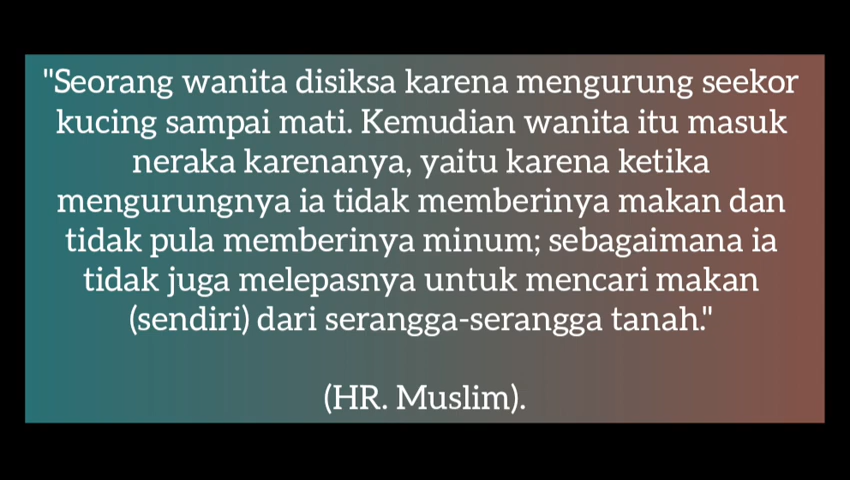 "Seorang wanita disiksa karena mengurung seekor
kucing sampai mati. Kemudian wanita itu masuk
neraka karenanya, yaitu karena ketika
mengurungnya ia tidak memberinya makan dan
tidak pula memberinya minum; sebagaimana ia
tidak juga melepasnya untuk mencari makan
(sendiri) dari serangga-serangga tanah."
(HR. Muslim).